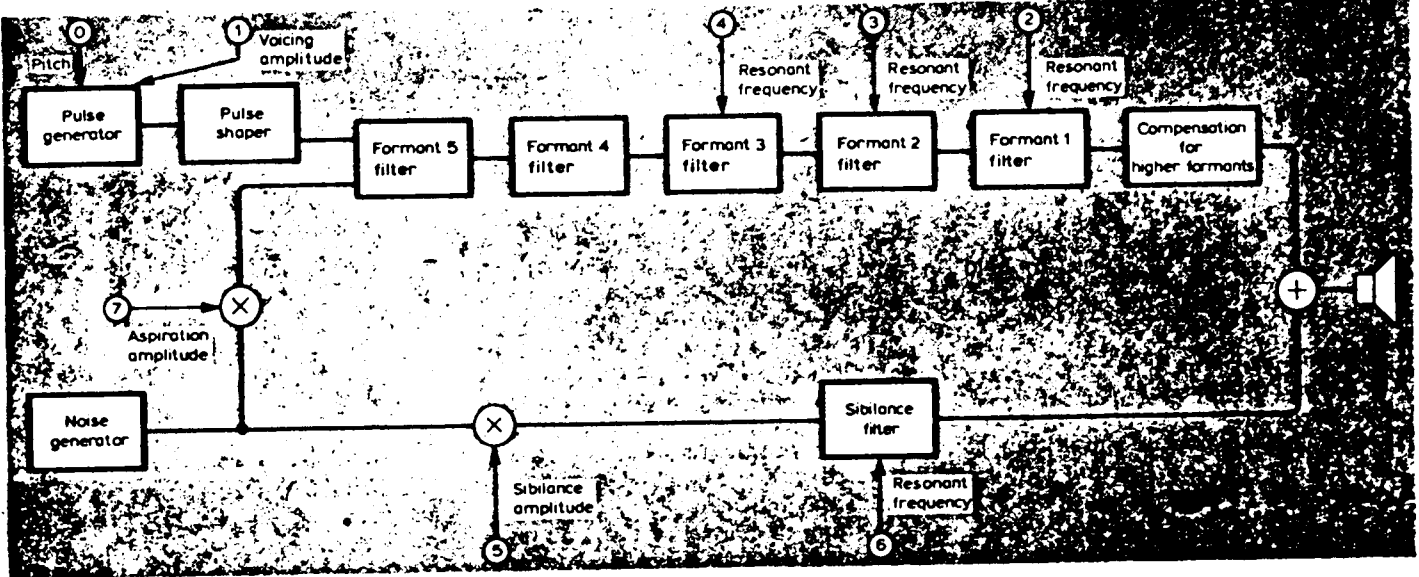 0
1
4
3
2
Pitch
Voicing
amplitude
Resonant
frequency
Resonant
frequency
Resonant
frequency
Pulse
generator
Pulse
shaper
Formant 5
filter
Formant 4
filter
Formant 3
filter
Formant 2
filter
Formant 1
filter
Compensation
for
higher formants
7
×
Aspiration
amplitude
+
Noise
generator
×
Sibilance
filter
Sibilance
amplitude
Resonant
frequency
5
6